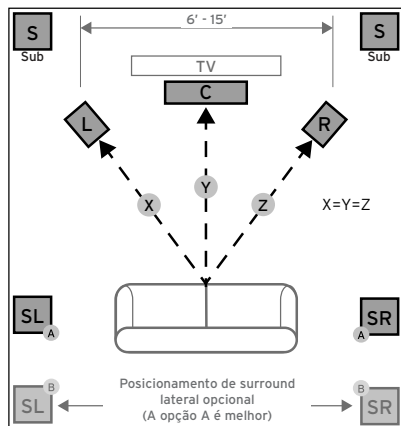 S
6' - 15'
S
Sub
Sub
TV
C
L
R
X
Y
Z
X=Y=Z
SL
A
SR
A
B
Posicionamento de surround
B
SL
lateral opcional
SR
(A opção A é melhor)